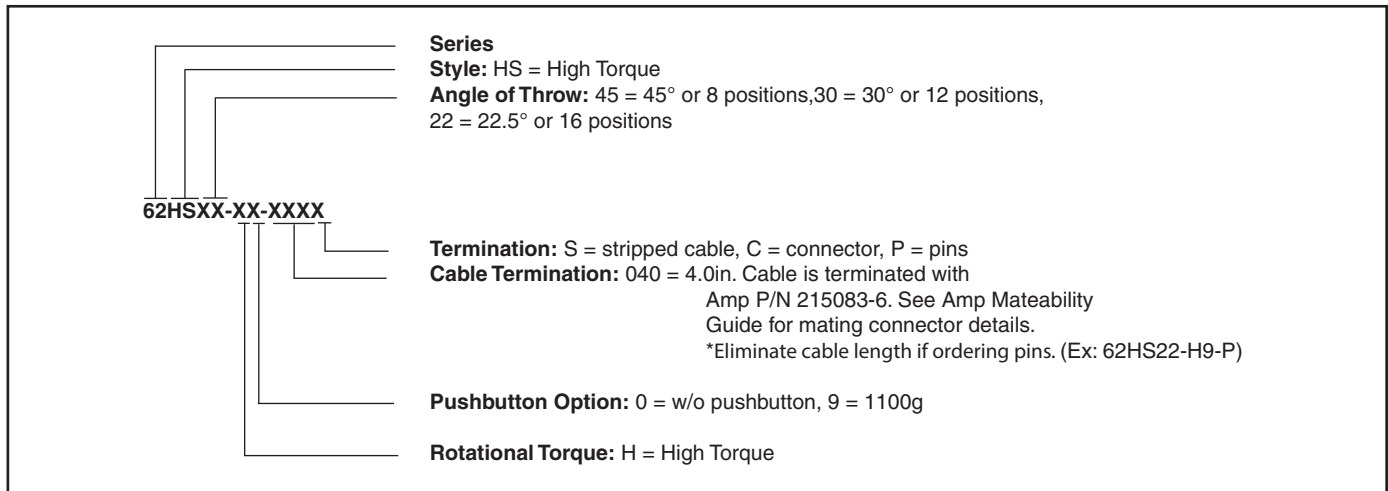 Series
Style: HS = High Torque
Angle of Throw: 45 = 45° or 8 positions,30 = 30° or 12 positions,
22 = 22.5° or 16 positions
62HSXX-XX-XXXX
Termination: S = stripped cable, C = connector, P = pins
Cable Termination: 040 = 4.0in. Cable is terminated with
Amp P/N 215083-6. See Amp Mateability
Guide for mating connector details.
*Eliminate cable length if ordering pins. (Ex: 62HS22-H9-P)
Pushbutton Option: 0 = w/o pushbutton, 9 = 1100g
Rotational Torque: H = High Torque